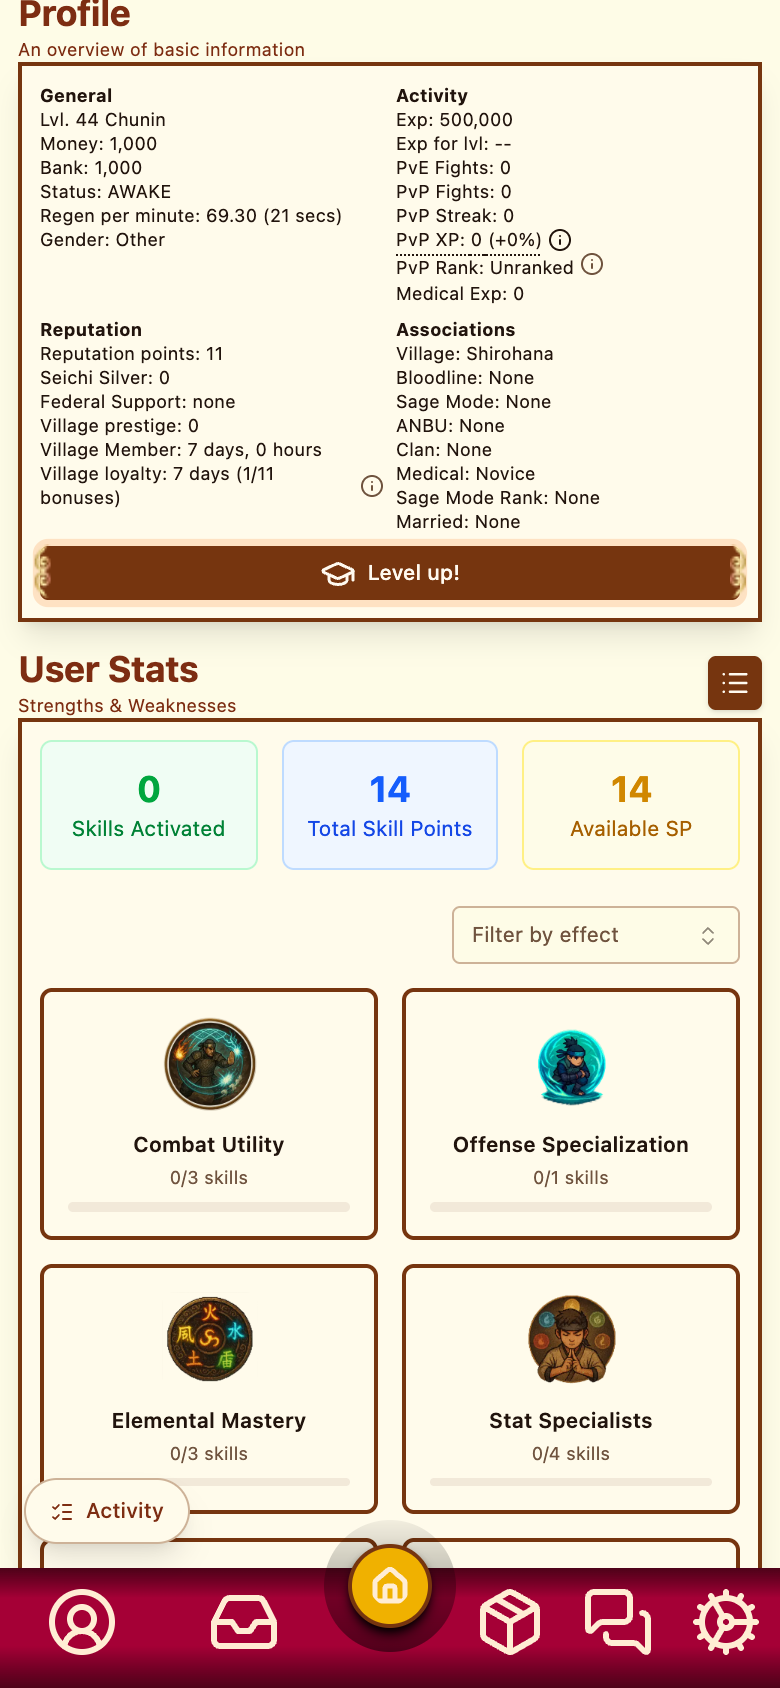 Profile
An overview of basic information
General
Lvl. 44 Chunin
Money: 1,000
Bank: 1,000
Status: AWAKE
Regen per minute: 69.30 (21 secs)
Gender: Other
Activity
Exp: 500,000
Exp for lvl: --
PvE Fights: 0
PvP Fights: 0
PvP Streak: 0
PvP XP: 0 (+0%)
PvP Rank: Unranked
Medical Exp: 0
Reputation
Reputation points: 11
Seichi Silver: 0
Federal Support: none
Village prestige: 0
Village Member: 7 days, 0 hours
Village loyalty: 7 days (1/11
bonuses)
Associations
Village: Shirohana
Bloodline: None
Sage Mode: None
ANBU: None
Clan: None
Medical: Novice
Sage Mode Rank: None
Married: None
Level up!
User Stats
Strengths & Weaknesses
0
Skills Activated
14
Total Skill Points
14
Available SP
Filter by effect
Combat Utility
0/3 skills
Offense Specialization
0/1 skills
火
風
水
土
雷
Elemental Mastery
0/3 skills
Stat Specialists
0/4 skills
Activity